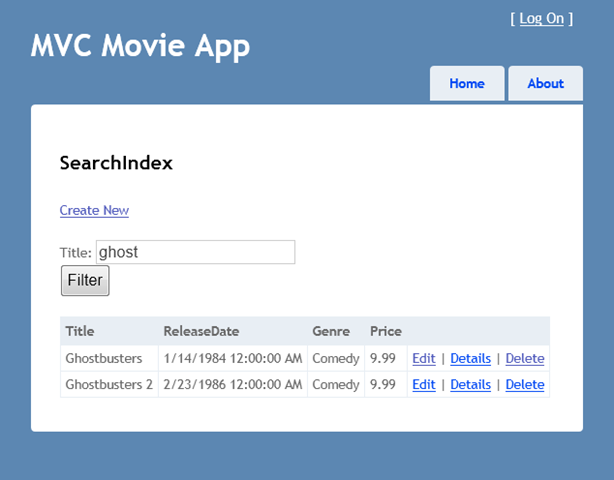 [ Log On ]
MVC Movie App
Home About
SearchIndex
Create New
Title: ghost
Filter
Title ReleaseDate Genre Price
Ghostbusters 1/14/1984 12:00:00 AM Comedy 9.99 Edit | Details | Delete
Ghostbusters 2 2/23/1986 12:00:00 AM Comedy 9.99 Edit | Details | Delete